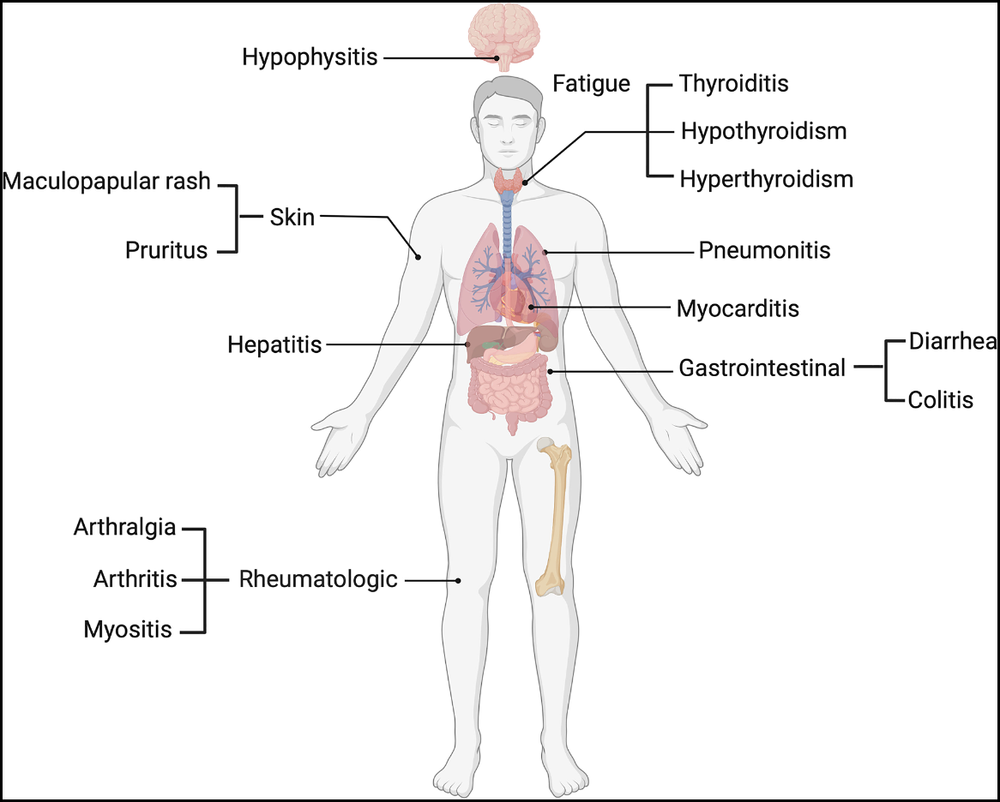 Hypophysitis
Fatigue
Thyroiditis
Hypothyroidism
Hyperthyroidism
Maculopapular rash
Skin
Pruritus
Pneumonitis
Myocarditis
Hepatitis
Gastrointestinal
Diarrhea
Colitis
Arthralgia
Arthritis
Rheumatologic
Myositis